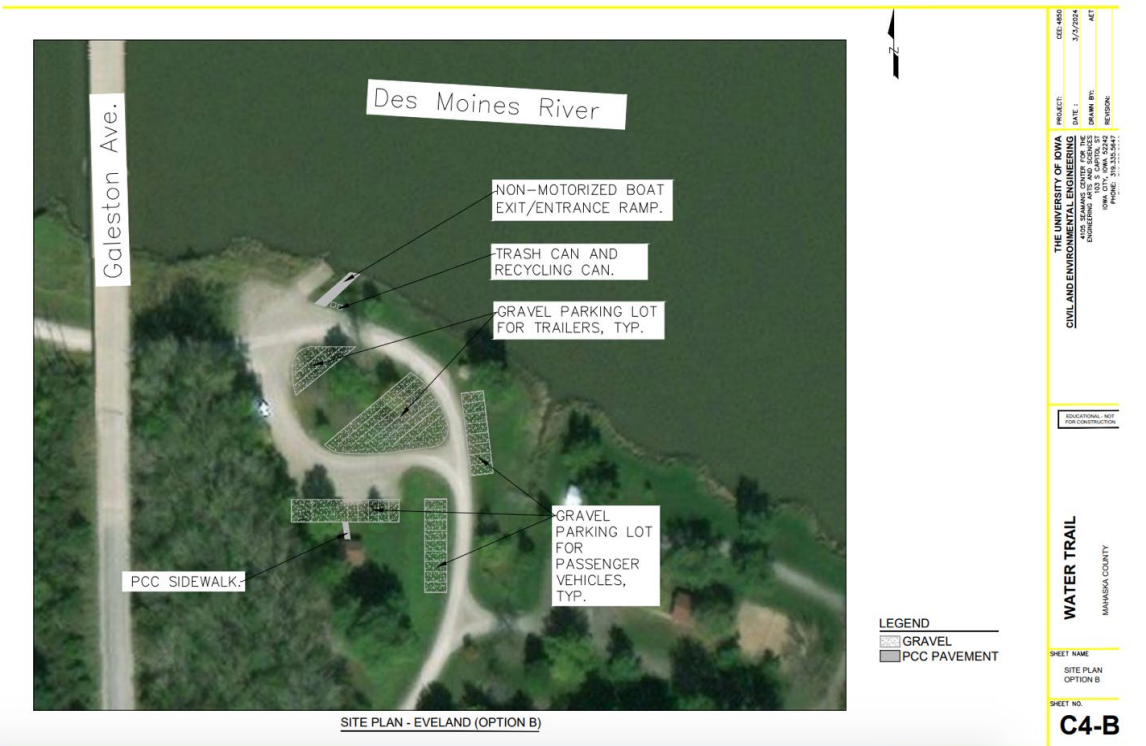 Des Moines River
Galeston Ave.
NON-MOTORIZED BOAT
EXIT/ENTRANCE RAMP.
TRASH CAN AND
RECYCLING CAN.
GRAVEL PARKING LOT
FOR TRAILERS, TYP.
GRAVEL
PARKING LOT
FOR
PASSENGER
VEHICLES,
TYP.
PCC SIDEWALK.
SITE PLAN - EVELAND (OPTION B)
N
LEGEND
GRAVEL
PCC PAVEMENT
PROJECT: CEE:4850
DATE : 3/3/2024
DRAWN BY: AET
REVISION:
THE UNIVERSITY OF IOWA
CIVIL AND ENVIRONMENTAL ENGINEERING
4105 SEAMANS CENTER FOR THE
ENGINEERING ARTS AND SCIENCES
103 S CAPITOL ST
IOWA CITY, IOWA 52242
PHONE: 319.335.5647
EDUCATIONAL - NOT
FOR CONSTRUCTION
WATER TRAIL
MAHASKA COUNTY
SHEET NAME
SITE PLAN
OPTION B
SHEET NO.
C4-B